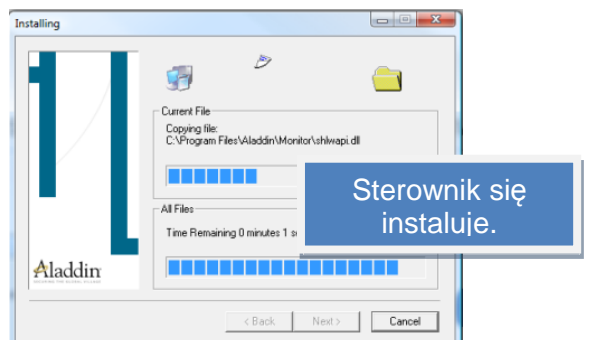 Installing
Current File
Copying file:
C:\Program Files\Aladdin\Monitor\shlwapi.dll
Sterownik się
instaluje.
All Files
Time Remaining 0 minutes 1
Aladdin
< Back
Next >
Cancel